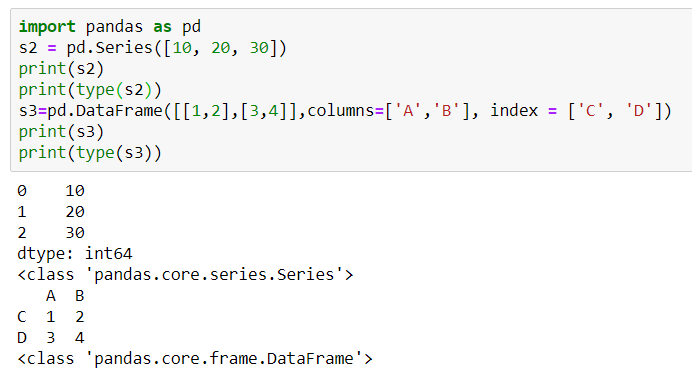 import pandas as pd
s2 = pd.Series([10, 20, 30])
print(s2)
print(type(s2))
s3=pd.DataFrame([[1,2],[3,4]],columns=['A','B'], index = ['C', 'D'])
print(s3)
print(type(s3))
0    10
1    20
2    30
dtype: int64
<class 'pandas.core.series.Series'>
   A  B
C  1  2
D  3  4
<class 'pandas.core.frame.DataFrame'>